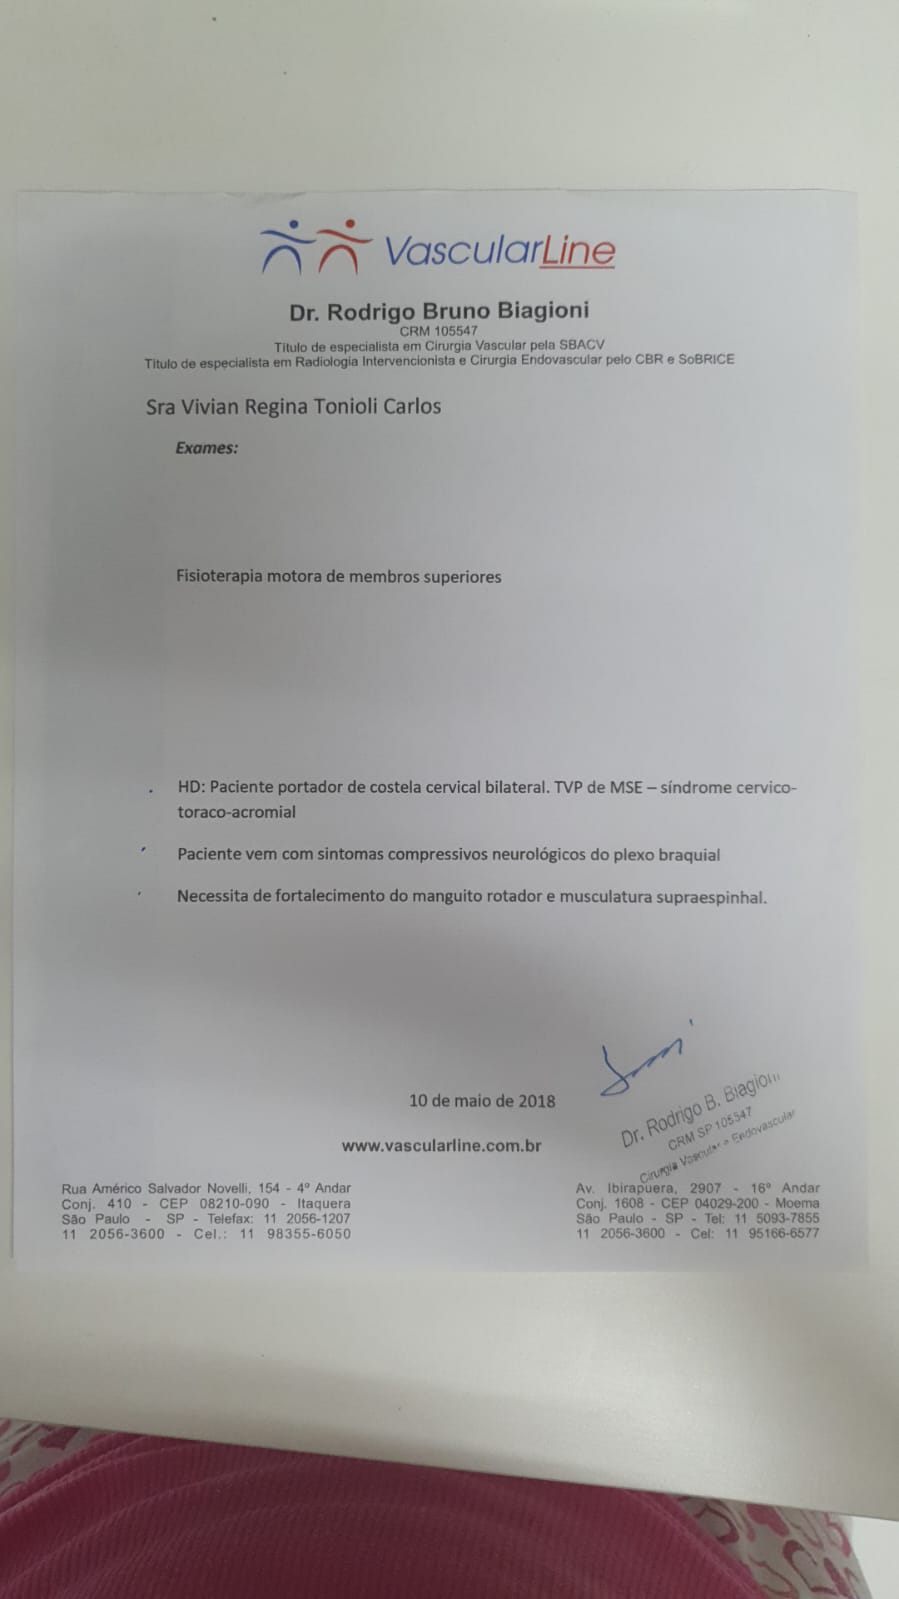 VascularLine
Dr. Rodrigo Bruno Biagioni
CRM 105547
Título de especialista em Cirurgia Vascular pela SBACV
Título de especialista em Radiologia Intervencionista e Cirurgia Endovascular pelo CBR e SoBRICE
Sra Vivian Regina Tonioli Carlos
Exames:
Fisioterapia motora de membros superiores
HD: Paciente portador de costela cervical bilateral. TVP de MSE – síndrome cervico-
toraco-acromial
Paciente vem com sintomas compressivos neurológicos do plexo braquial
Necessita de fortalecimento do manguito rotador e musculatura supraespinhal.
10 de maio de 2018
Dr. Rodrigo B. Biagioni
CRM SP 105547
Cirurgia Vascular e Endovascular
www.vascularline.com.br
Rua Américo Salvador Novelli, 154 - 4º Andar
Conj. 410 - CEP 08210-090 - Itaquera
São Paulo - SP - Telefax: 11 2056-1207
11 2056-3600 - Cel.: 11 98355-6050
Av. Ibirapuera, 2907 - 16º Andar
Conj. 1608 - CEP 04029-200 - Moema
São Paulo - SP - Tel: 11 5093-7855
11 2056-3600 - Cel: 11 95166-6577